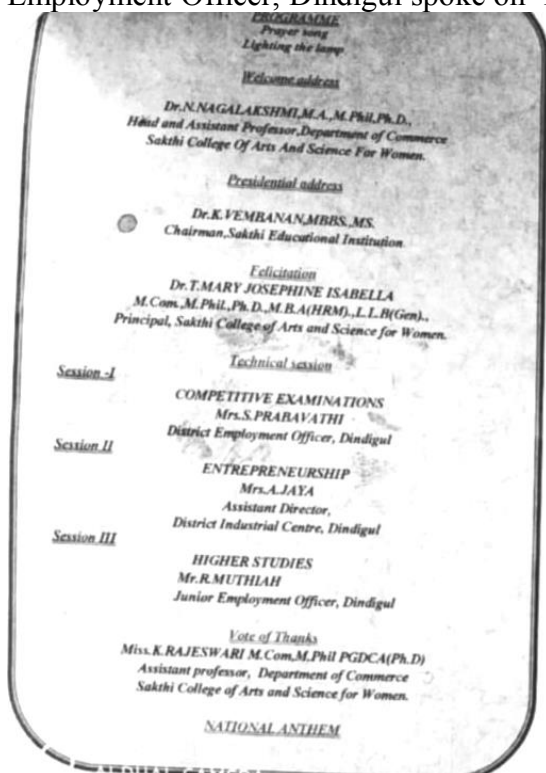 Employment Officer, Dindigul spoke on
PROGRAMME
Prayer song
Lighting the lamp
Welcome address
Dr.N.NAGALAKSHMI,M.A.,M.Phil,Ph.D.,
Head and Assistant Professor,Department of Commerce
Sakthi College Of Arts And Science For Women.
Presidential address
Dr.K.VEMBANAN,MBBS.,MS.
Chairman,Sakthi Educational Institution
Felicitation
Dr.T.MARY JOSEPHINE ISABELLA
M.Com.,M.Phil.,Ph.D.,M.B.A(HRM).,L.L.B(Gen).,
Principal, Sakthi College of Arts and Science for Women.
Technical session
Session -I
COMPETITIVE EXAMINATIONS
Mrs.S.PRABAVATHI
District Employment Officer, Dindigul
Session II
ENTREPRENEURSHIP
Mrs.A.JAYA
Assistant Director,
District Industrial Centre, Dindigul
Session III
HIGHER STUDIES
Mr.R.MUTHIAH
Junior Employment Officer, Dindigul
Vote of Thanks
Miss.K.RAJESWARI M.Com,M.Phil PGDCA(Ph.D)
Assistant professor, Department of Commerce
Sakthi College of Arts and Science for Women.
NATIONAL ANTHEM